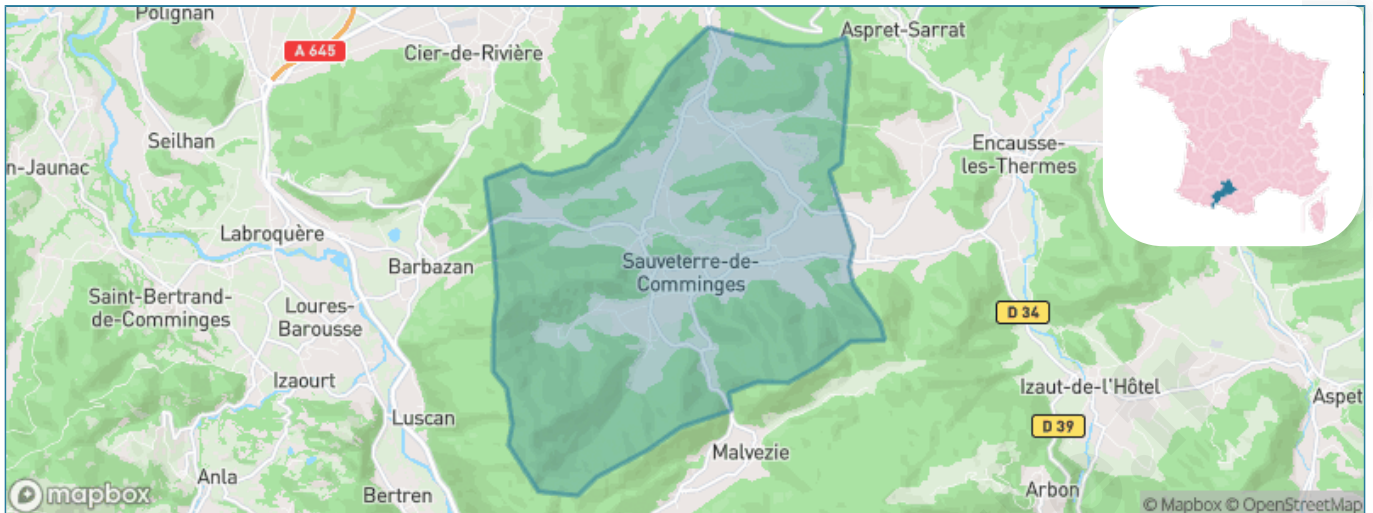 Polignan
A 645
Cier-de-Rivière
Aspret-Sarrat
Seilhan
n-Jaunac
Encausse-
les-Thermes
Labroquère
Barbazan
Sauveterre-de-
Comminges
Saint-Bertrand-
de-Comminges
Loures-
Barousse
D 34
Izaourt
Izaut-de-l'Hôtel
Aspet
Luscan
D 39
Malvezie
Anla
Bertren
Arbon
mapbox
© Mapbox © OpenStreetMap